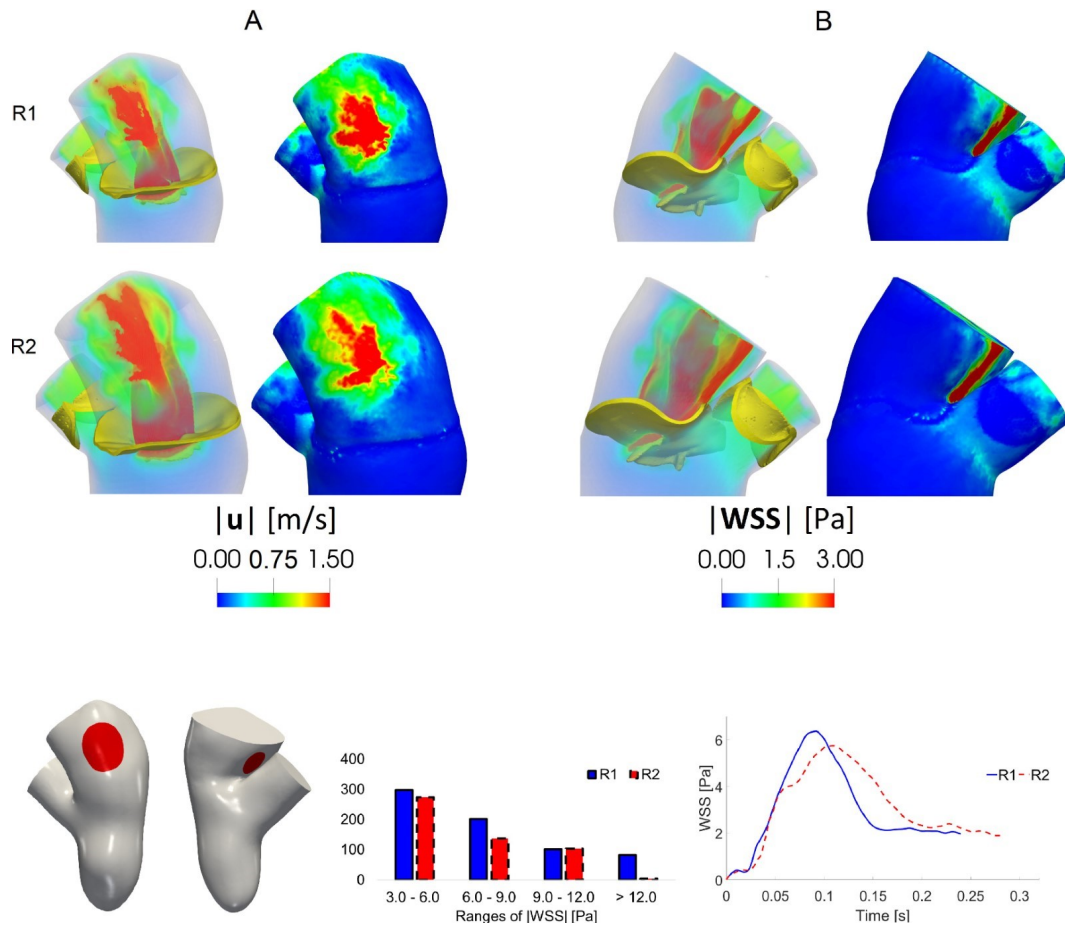 A
B
R1
R2
|u| [m/s]
0.00 0.75 1.50
|WSS| [Pa]
0.00 1.5 3.00
400
300
200
100
0
R1 R2
3.0 - 6.0 6.0 - 9.0 9.0 - 12.0 > 12.0
Ranges of |WSS| [Pa]
WSS [Pa]
6
4
2
0
R1 R2
0 0.05 0.1 0.15 0.2 0.25 0.3
Time [s]